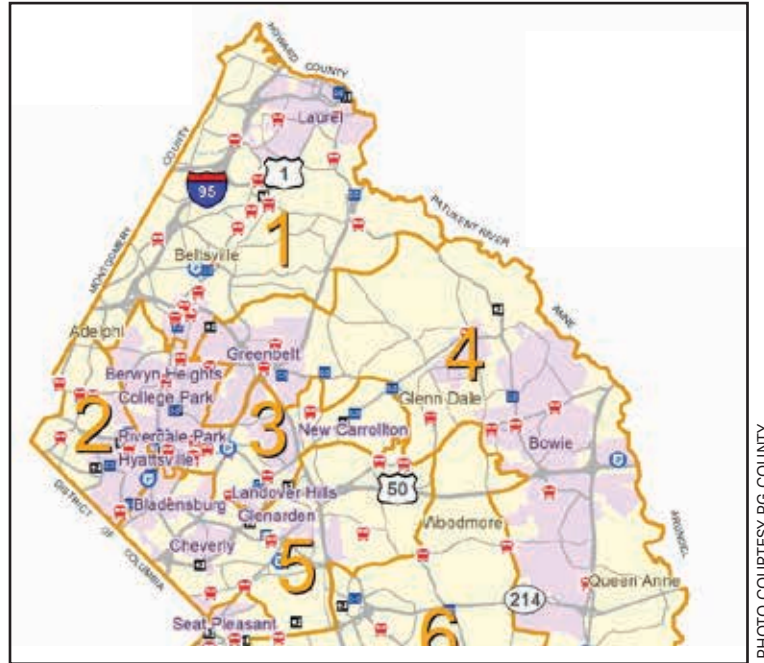 HOWARD
COUNTY
Laurel
COUNTY
1
95
PATUXENT RIVER
1
Beltsville
MONTGOMERY
ANNE
Adelphi
Greenbelt
4
Berwyn Heights
College Park
Glenn Dale
2
3
New Carrollton
Riverdale Park
Bowie
Hyattsville
50
Landover Hills
Bladensburg
DISTRICT OF COLUMBIA
Glenarden
Woodmore
ARUNDEL
Cheverly
5
Queen Anne
214
Seat Pleasant
6
PHOTO COURTESY PG COUNTY